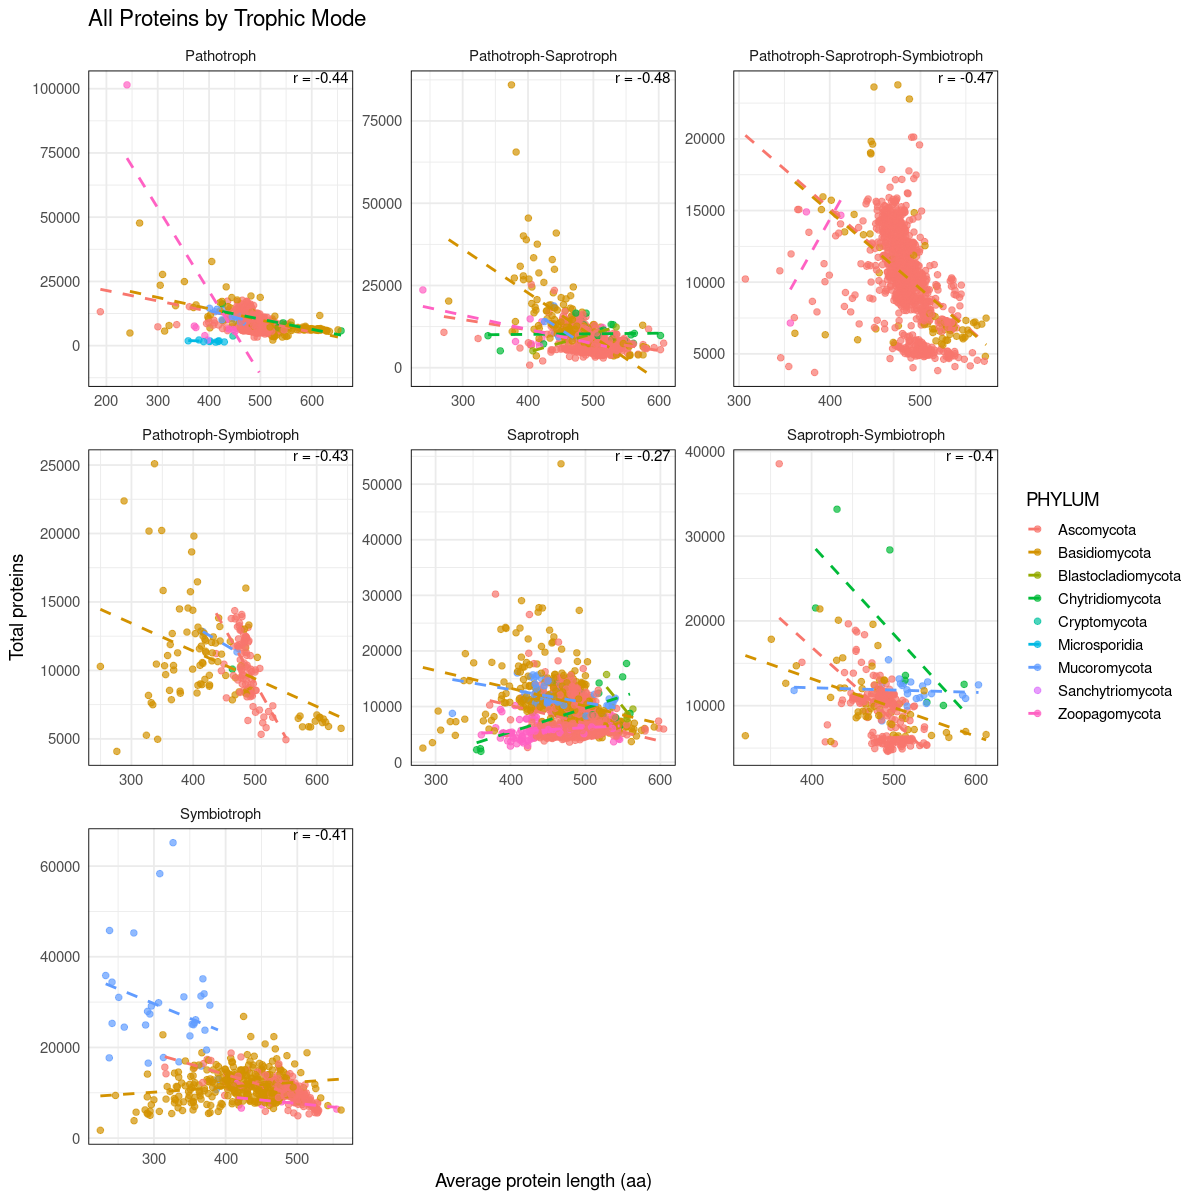 All Proteins by Trophic Mode
Pathotroph
Pathotroph-Saprotroph
Pathotroph-Saprotroph-Symbiotroph
r = -0.44
r = -0.48
r = -0.47
100000
75000
50000
25000
0
75000
50000
25000
0
20000
15000
10000
5000
200 300 400 500 600
300 400 500 600
300 400 500
Pathotroph-Symbiotroph
Saprotroph
Saprotroph-Symbiotroph
r = -0.43
r = -0.27
r = -0.4
25000
20000
15000
10000
5000
50000
40000
30000
20000
10000
0
40000
30000
20000
10000
300 400 500 600
300 400 500 600
400 500 600
Symbiotroph
r = -0.41
60000
40000
20000
0
300 400 500
Total proteins
Average protein length (aa)
PHYLUM
Ascomycota
Basidiomycota
Blastocladiomycota
Chytridiomycota
Cryptomycota
Microsporidia
Mucoromycota
Sanchytriomycota
Zoopagomycota